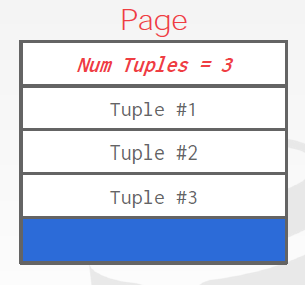 Page
Num Tuples = 3
Tuple #1
Tuple #2
Tuple #3